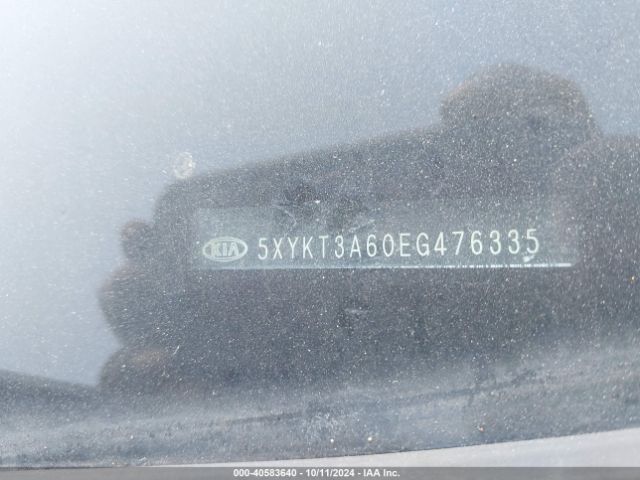 KIA 5XYKT3A60EG476335
000-40583640 - 10/11/2024 - IAA Inc.